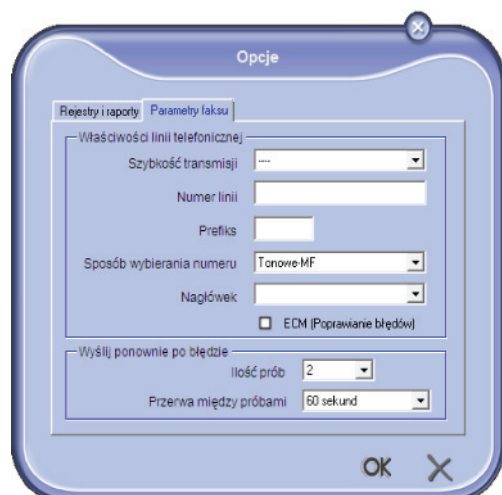 Opcje
Rejestry i raporty Parametry faksu
Właściwości linii telefonicznej
Szybkość transmisji ----
Numer linii
Prefiks
Sposób wybierania numeru Tonowe-MF
Nagłówek
ECM (Poprawianie błędów)
Wyślij ponownie po błędzie
Ilość prób 2
Przerwa między próbami 60 sekund
OK